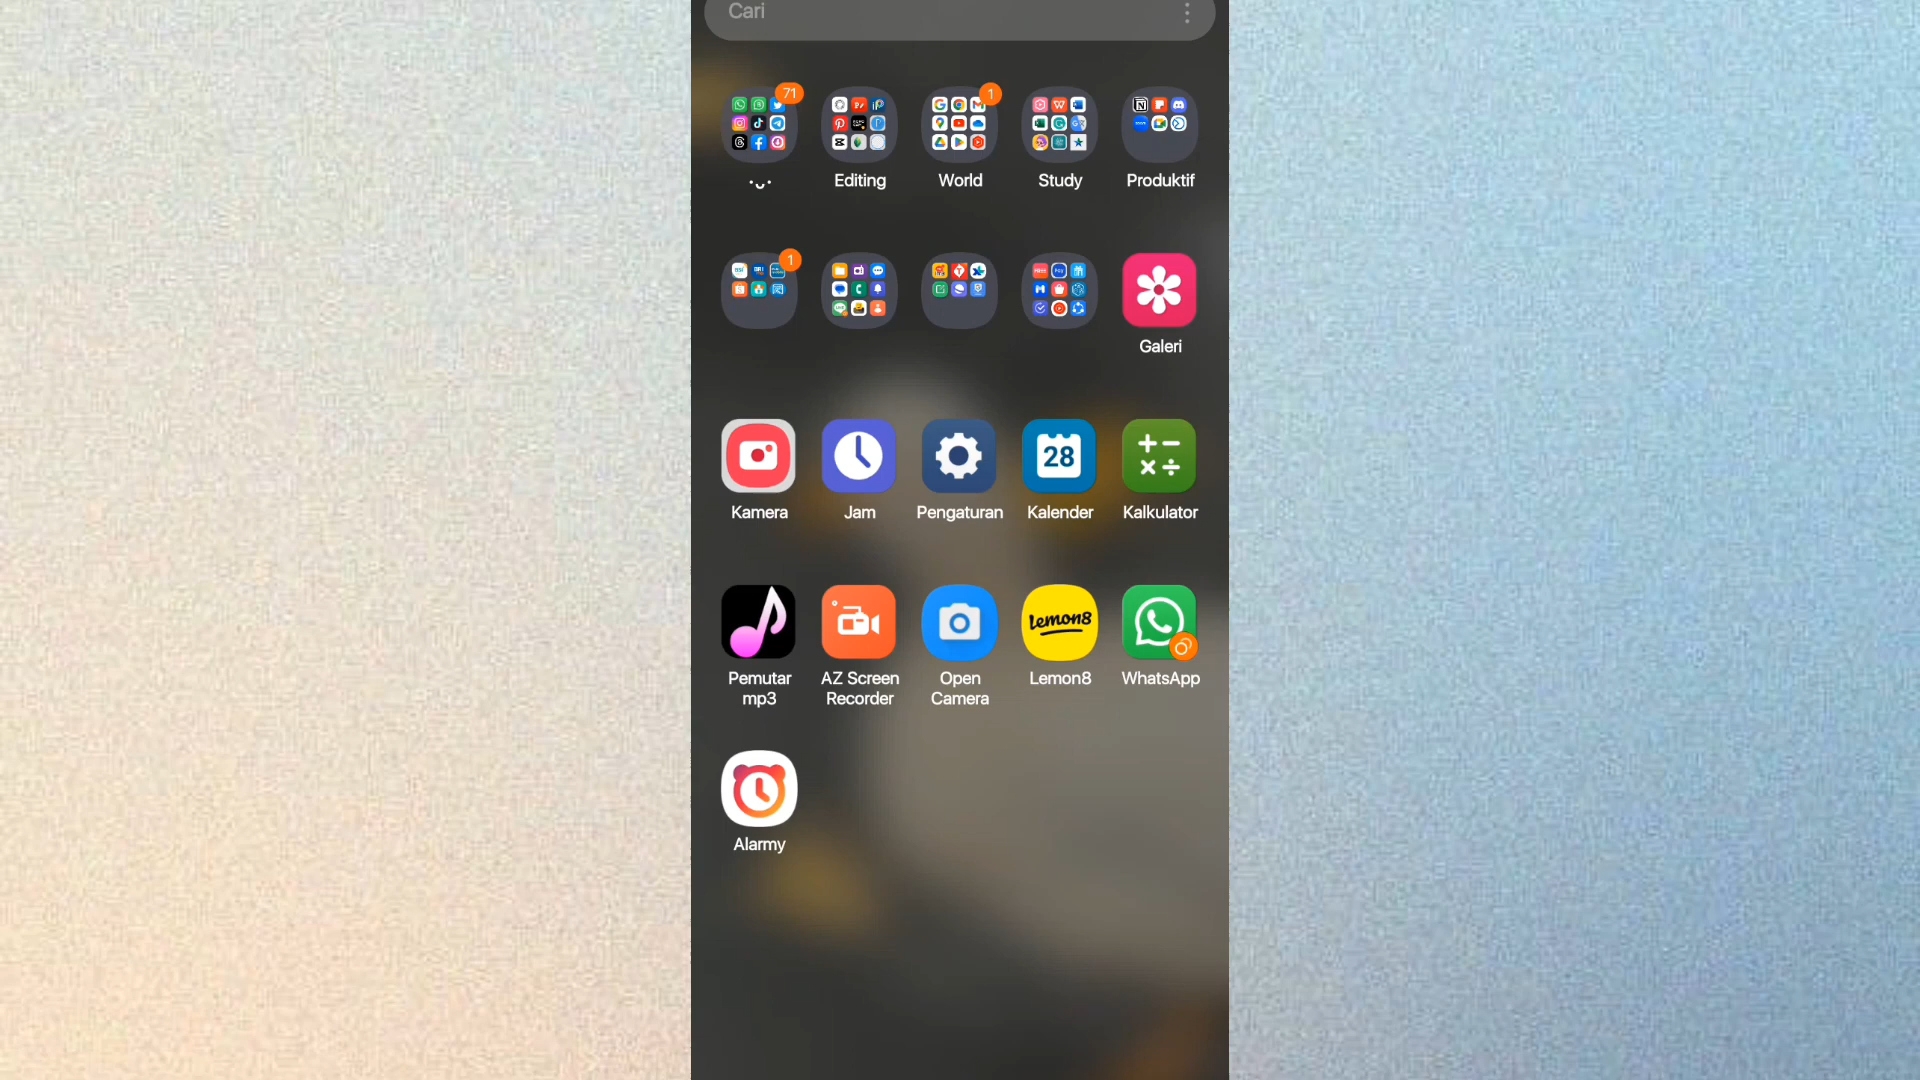 Cari
71
1
•ᴗ•
Editing
World
Study
Produktif
1
Galeri
28
Kamera
Jam
Pengaturan
Kalender
Kalkulator
Lemon8
Pemutar mp3
AZ Screen Recorder
Open Camera
Lemon8
WhatsApp
Alarmy